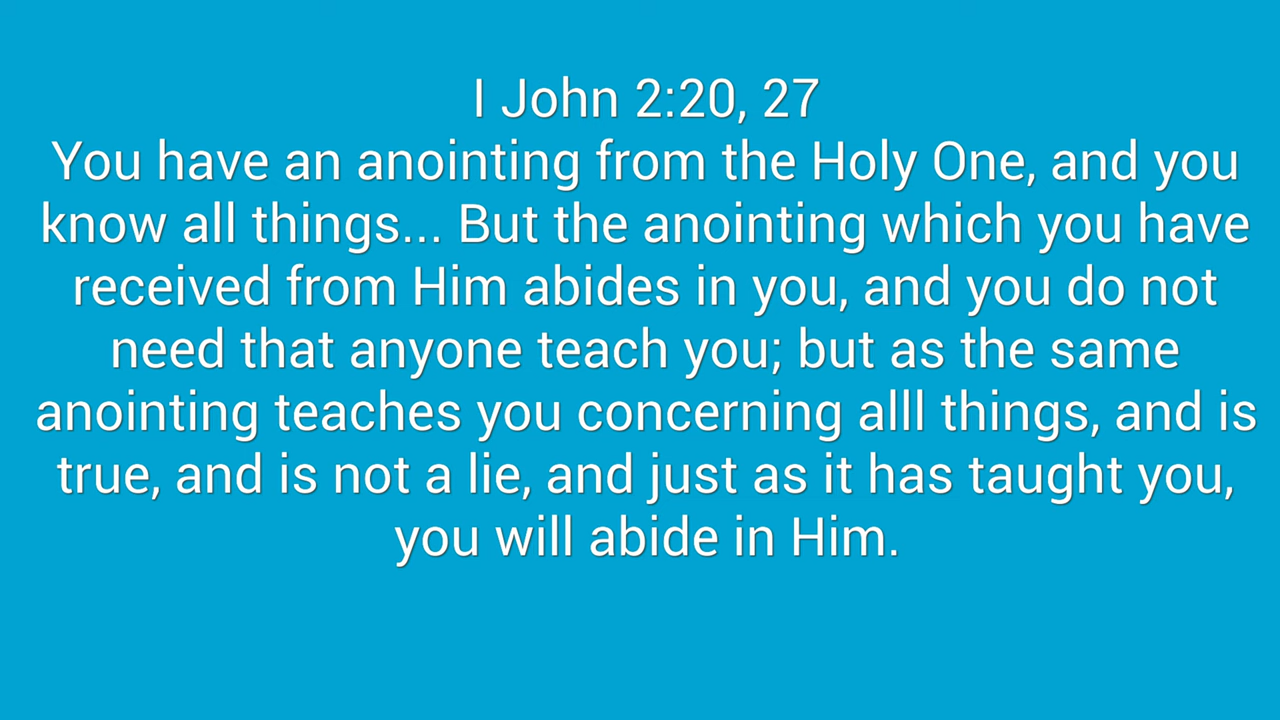 I John 2:20, 27
You have an anointing from the Holy One, and you
know all things... But the anointing which you have
received from Him abides in you, and you do not
need that anyone teach you; but as the same
anointing teaches you concerning alll things, and is
true, and is not a lie, and just as it has taught you,
you will abide in Him.